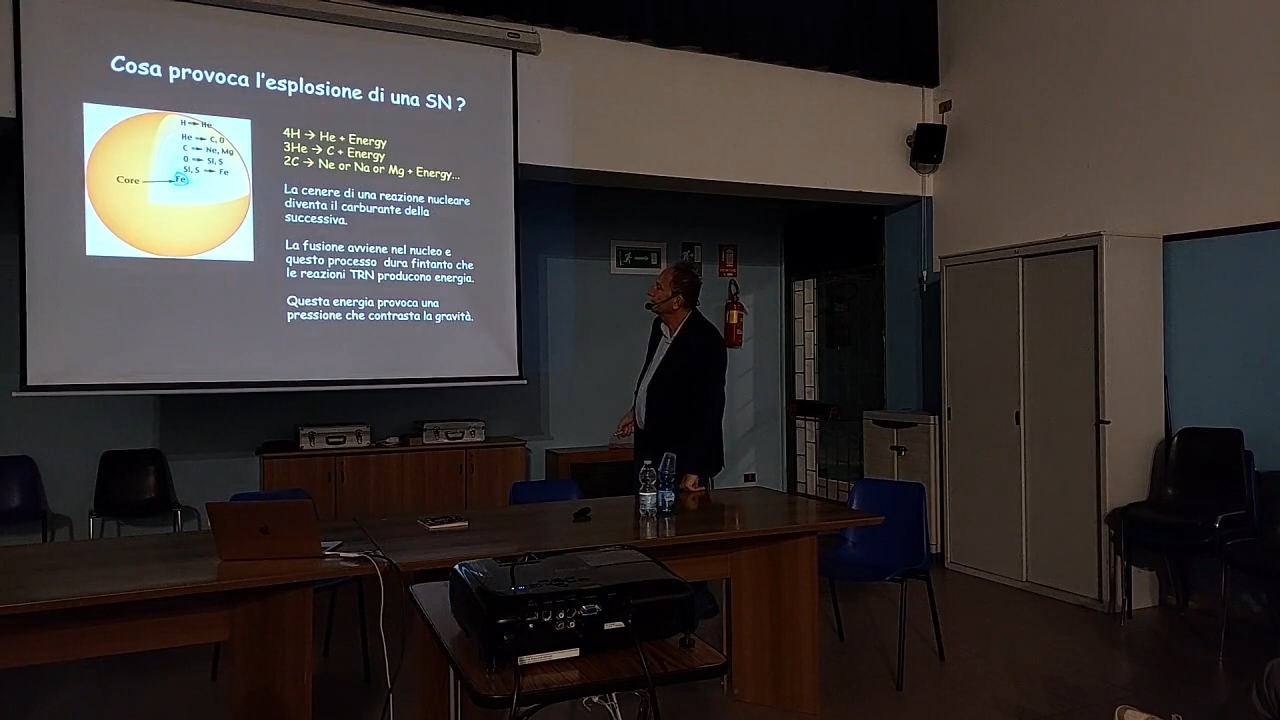 Cosa provoca l'esplosione di una SN ?
H → He
He → C, O
C → Ne, Mg
O → Si, S
Si, S → Fe
Core
Fe
4H → He + Energy
3He → C + Energy
2C → Ne or Na or Mg + Energy...
La cenere di una reazione nucleare
diventa il carburante della
successiva.
La fusione avviene nel nucleo e
questo processo dura fintanto che
le reazioni TRN producono energia.
Questa energia provoca una
pressione che contrasta la gravità.